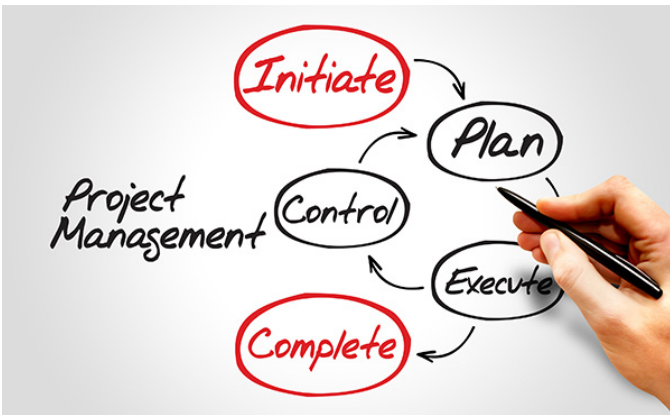 Initiate
Plan
Project
Management
Control
Execute
Complete